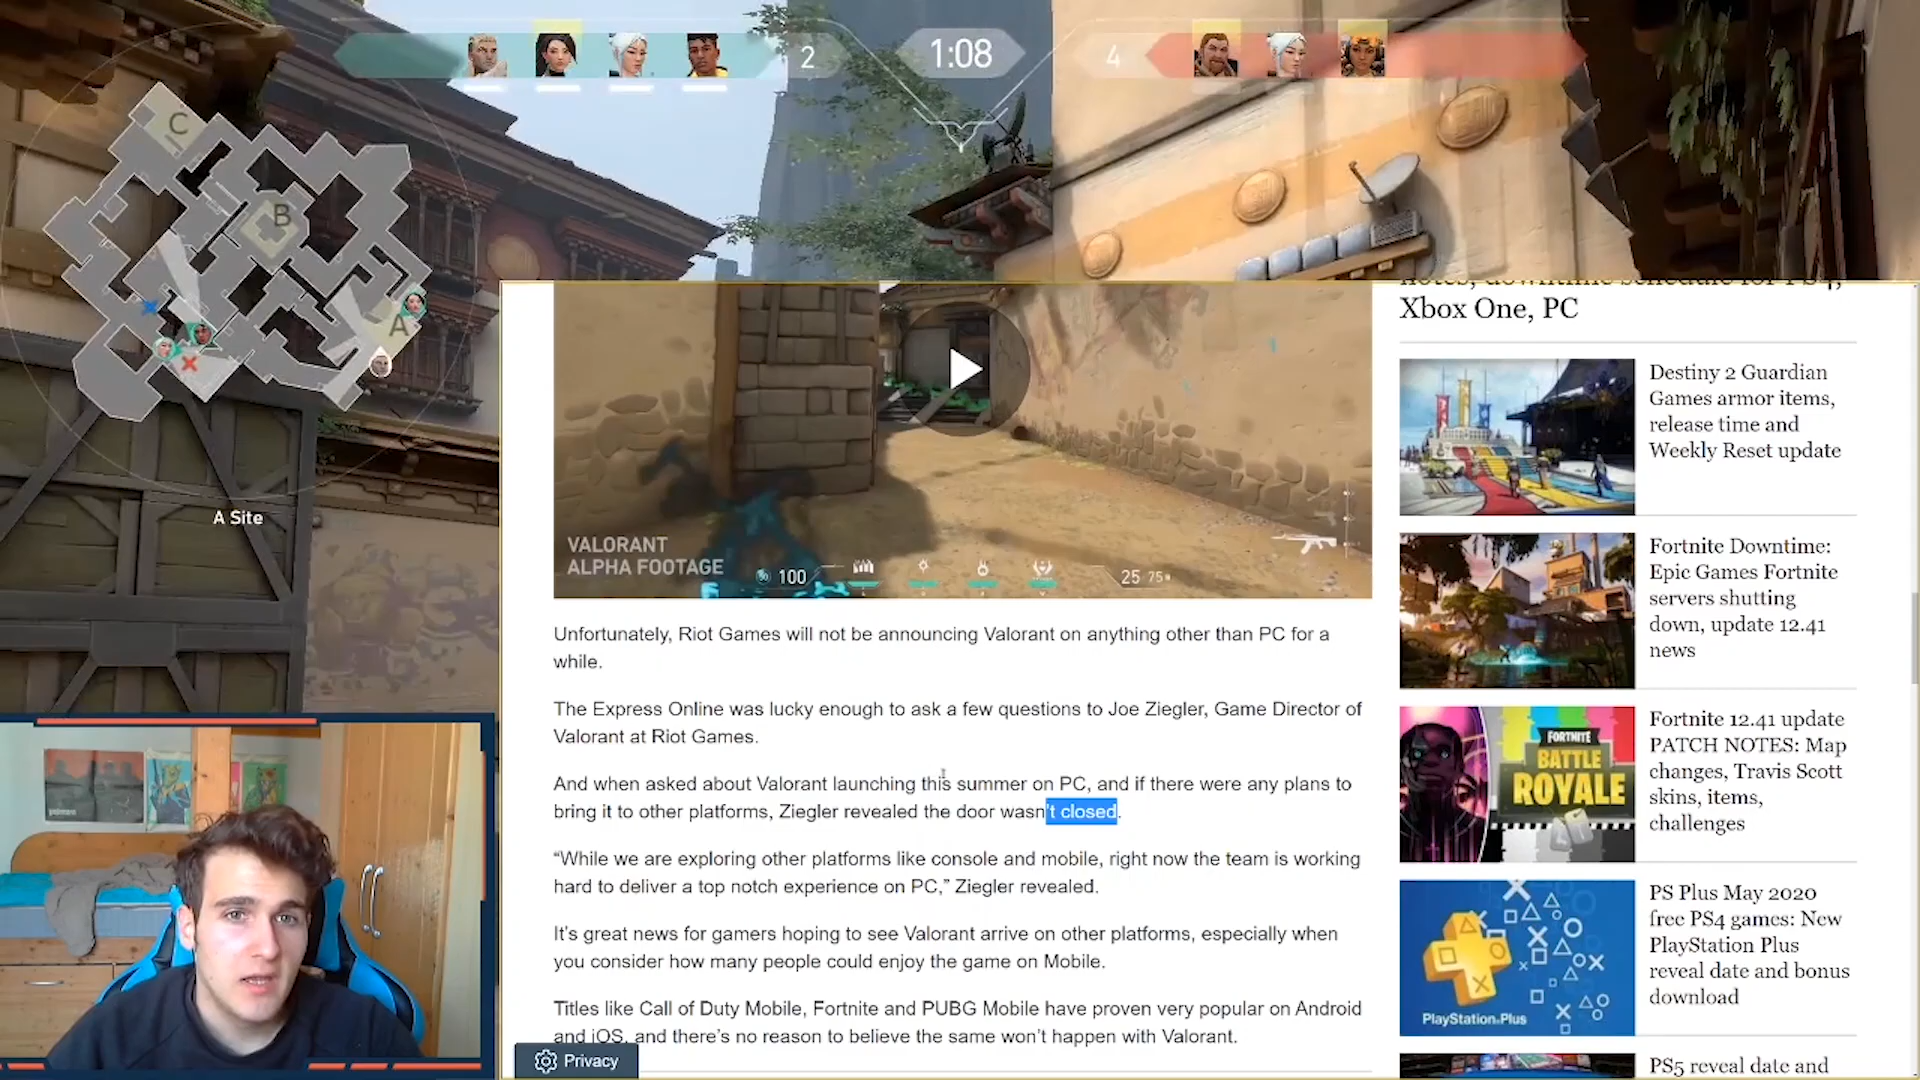 2
1:08
4
C
B
A
A Site
VALORANT
ALPHA FOOTAGE
100
25 75
Unfortunately, Riot Games will not be announcing Valorant on anything other than PC for a
while.
The Express Online was lucky enough to ask a few questions to Joe Ziegler, Game Director of
Valorant at Riot Games.
And when asked about Valorant launching this summer on PC, and if there were any plans to
bring it to other platforms, Ziegler revealed the door wasn't closed.
“While we are exploring other platforms like console and mobile, right now the team is working
hard to deliver a top notch experience on PC,” Ziegler revealed.
It's great news for gamers hoping to see Valorant arrive on other platforms, especially when
you consider how many people could enjoy the game on Mobile.
Titles like Call of Duty Mobile, Fortnite and PUBG Mobile have proven very popular on Android
and iOS, and there's no reason to believe the same won't happen with Valorant.
Privacy
notes, downtime schedule for PS4,
Xbox One, PC
Destiny 2 Guardian
Games armor items,
release time and
Weekly Reset update
Fortnite Downtime:
Epic Games Fortnite
servers shutting
down, update 12.41
news
FORTNITE
BATTLE
ROYALE
Fortnite 12.41 update
PATCH NOTES: Map
changes, Travis Scott
skins, items,
challenges
PlayStation Plus
PS Plus May 2020
free PS4 games: New
PlayStation Plus
reveal date and bonus
download
PS5 reveal date and